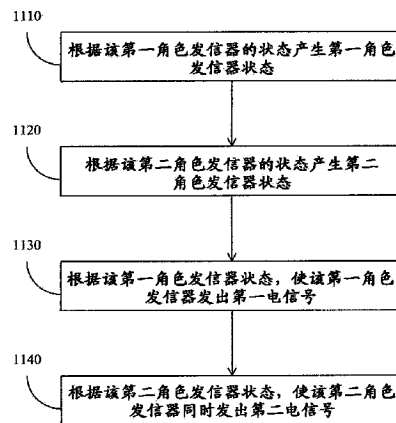 1110
根据该第一角色发信器的状态产生第一角色
发信器状态
1120
根据该第二角色发信器的状态产生第二
角色发信器状态
1130
根据该第一角色发信器状态，使该第一角色
发信器发出第一电信号
1140
根据该第二角色发信器状态，使该第二角色
发信器同时发出第二电信号